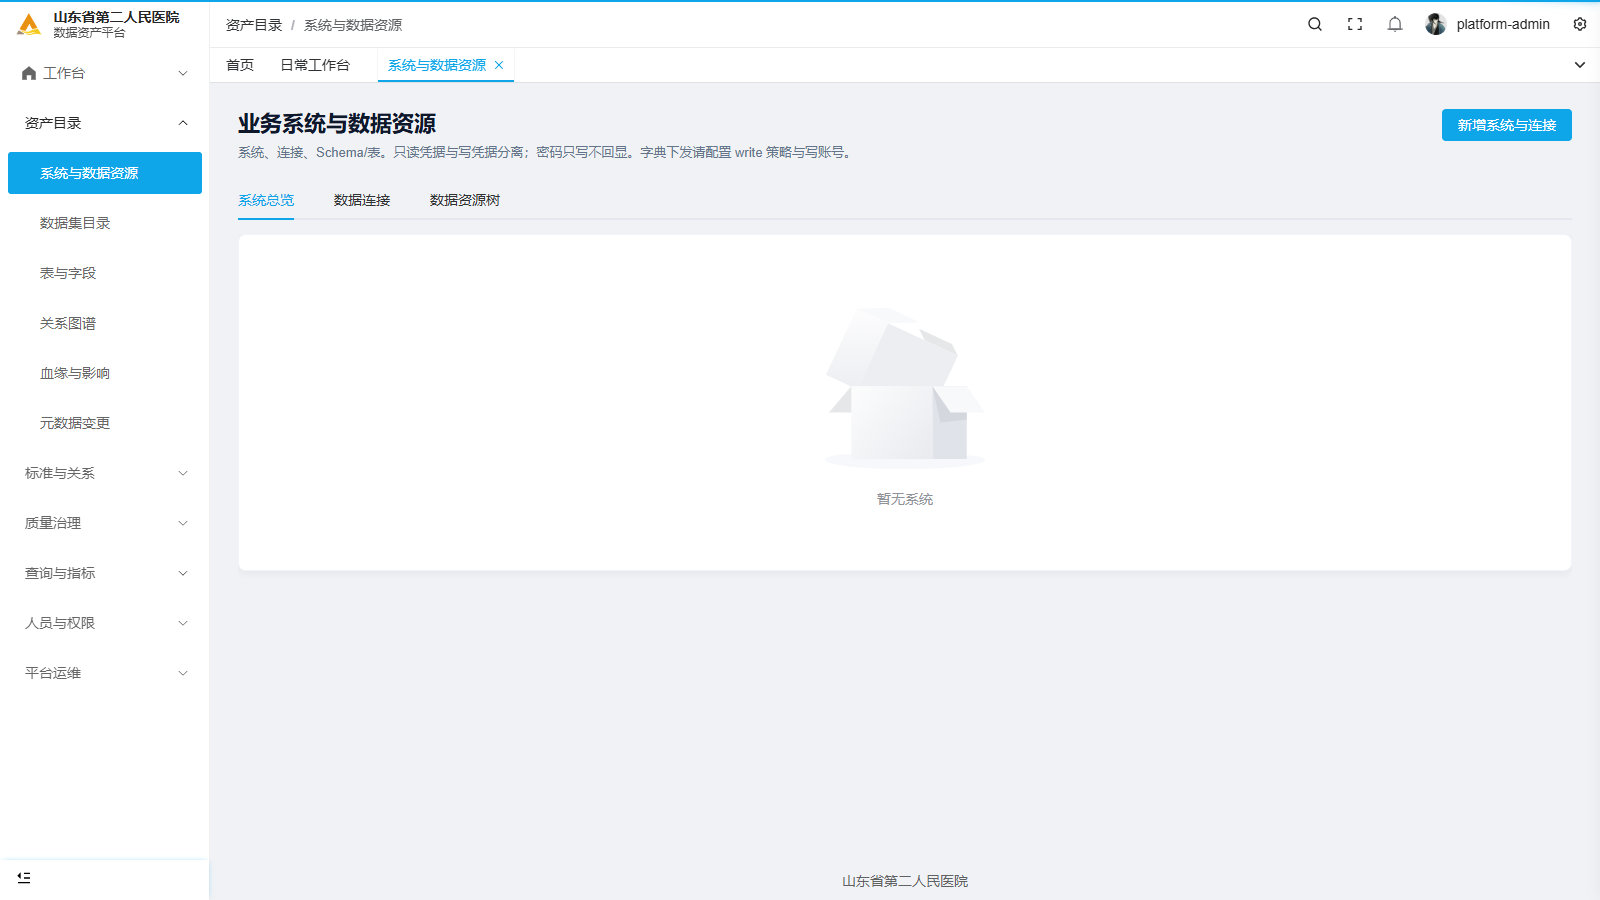 山东省第二人民医院
数据资产平台
资产目录 / 系统与数据资源
platform-admin
首页
日常工作台
系统与数据资源
工作台
资产目录
系统与数据资源
数据集目录
表与字段
关系图谱
血缘与影响
元数据变更
标准与关系
质量治理
查询与指标
人员与权限
平台运维
业务系统与数据资源
新增系统与连接
系统、连接、Schema/表。只读凭据与写凭据分离；密码只写不回显。字典下发请配置 write 策略与写账号。
系统总览
数据连接
数据资源树
暂无系统
山东省第二人民医院